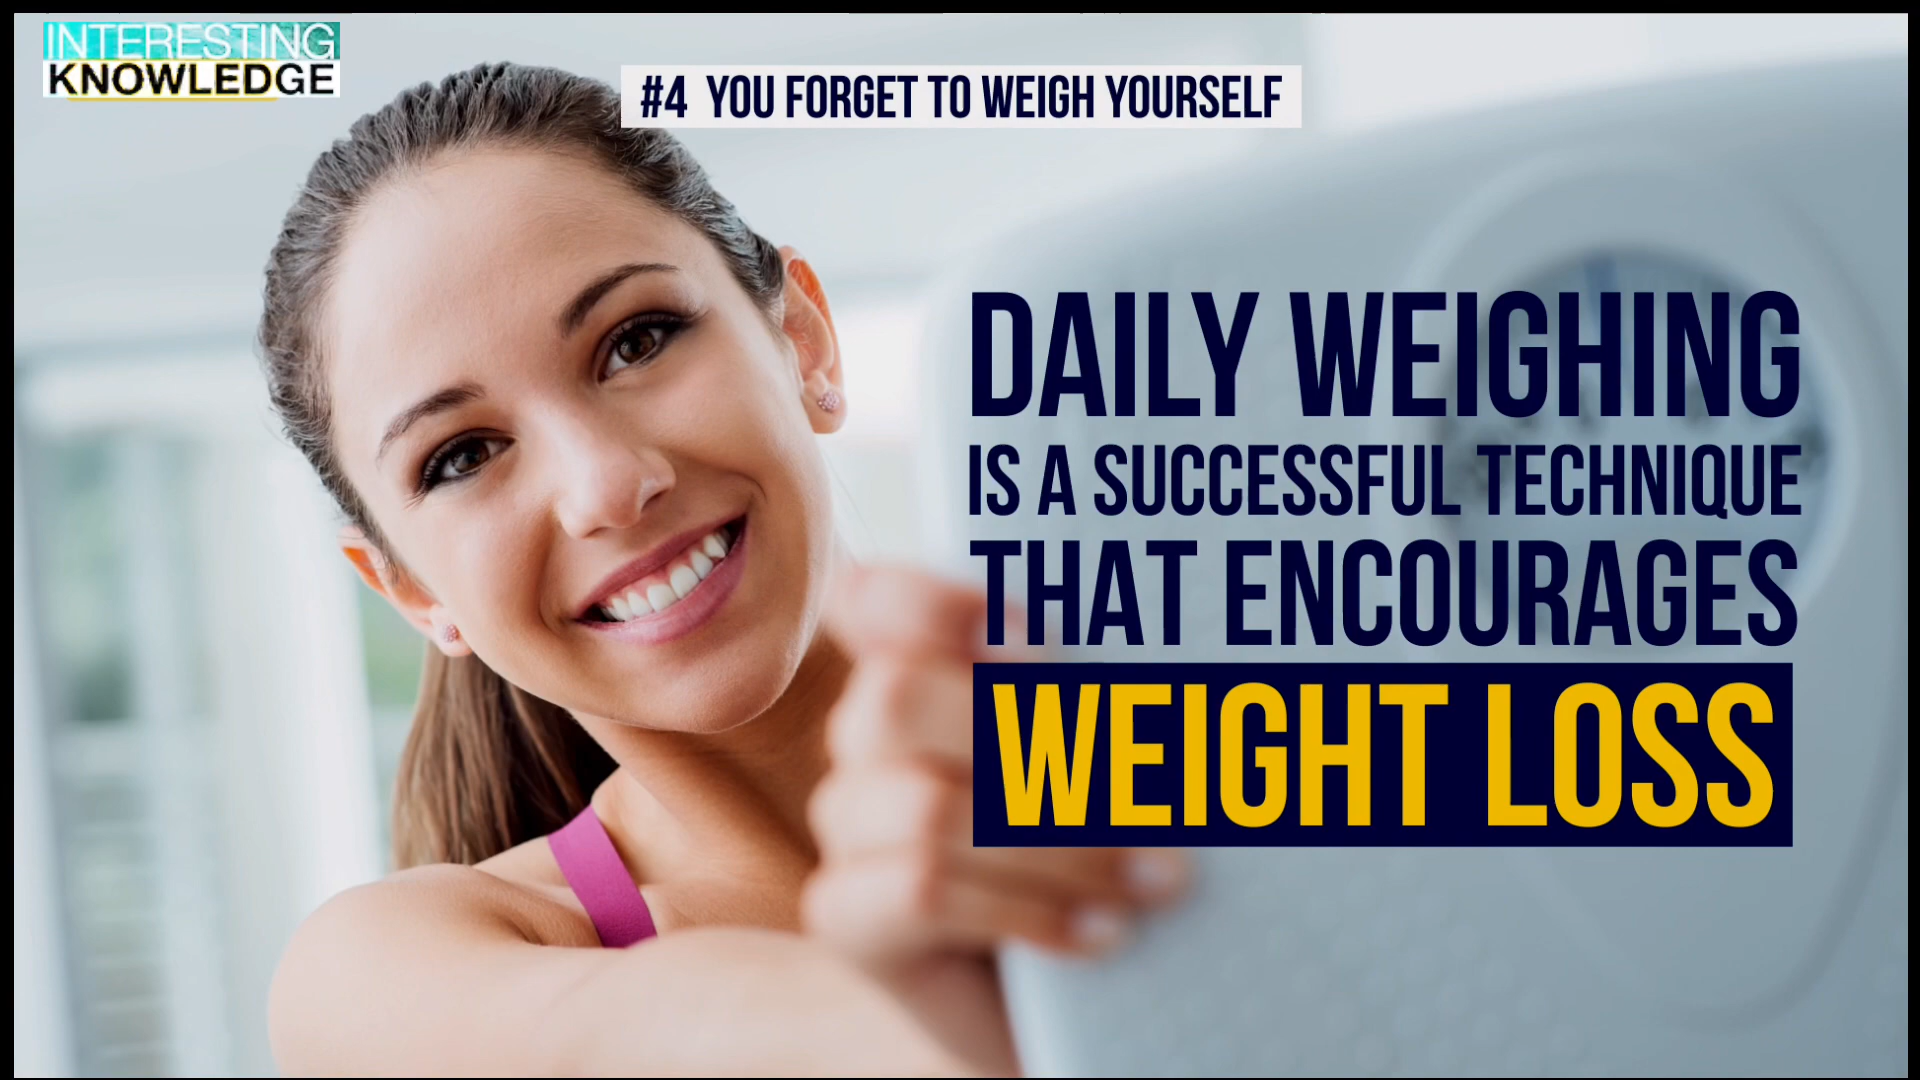 INTERESTING
KNOWLEDGE
#4 YOU FORGET TO WEIGH YOURSELF
DAILY WEIGHING
IS A SUCCESSFUL TECHNIQUE
THAT ENCOURAGES
WEIGHT LOSS